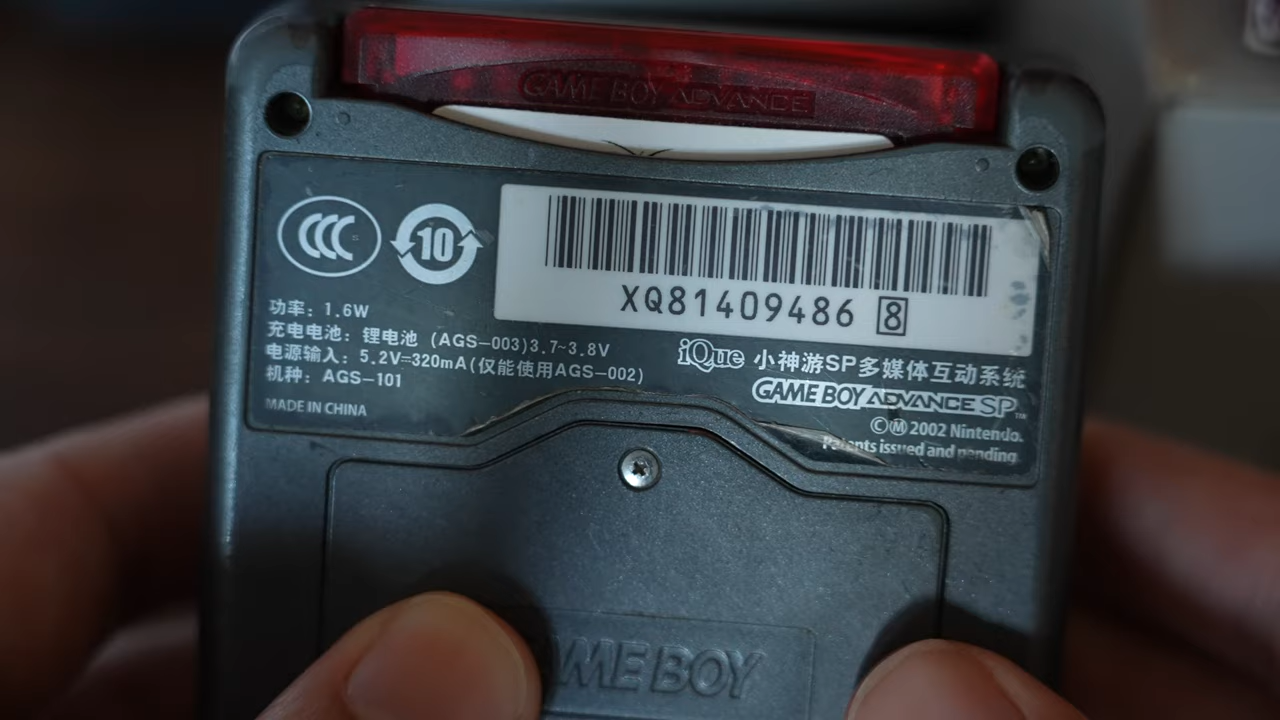 GAME BOY ADVANCE
CCC S
10
XQ81409486 8
功率：1.6W
充电电池：锂电池 (AGS-003)3.7~3.8V
电源输入：5.2V⎓320mA(仅能使用AGS-002)
机种：AGS-101
MADE IN CHINA
iQue 小神游SP多媒体互动系统
GAME BOY ADVANCE SP™
©Ⓜ 2002 Nintendo.
Patents issued and pending.
GAME BOY